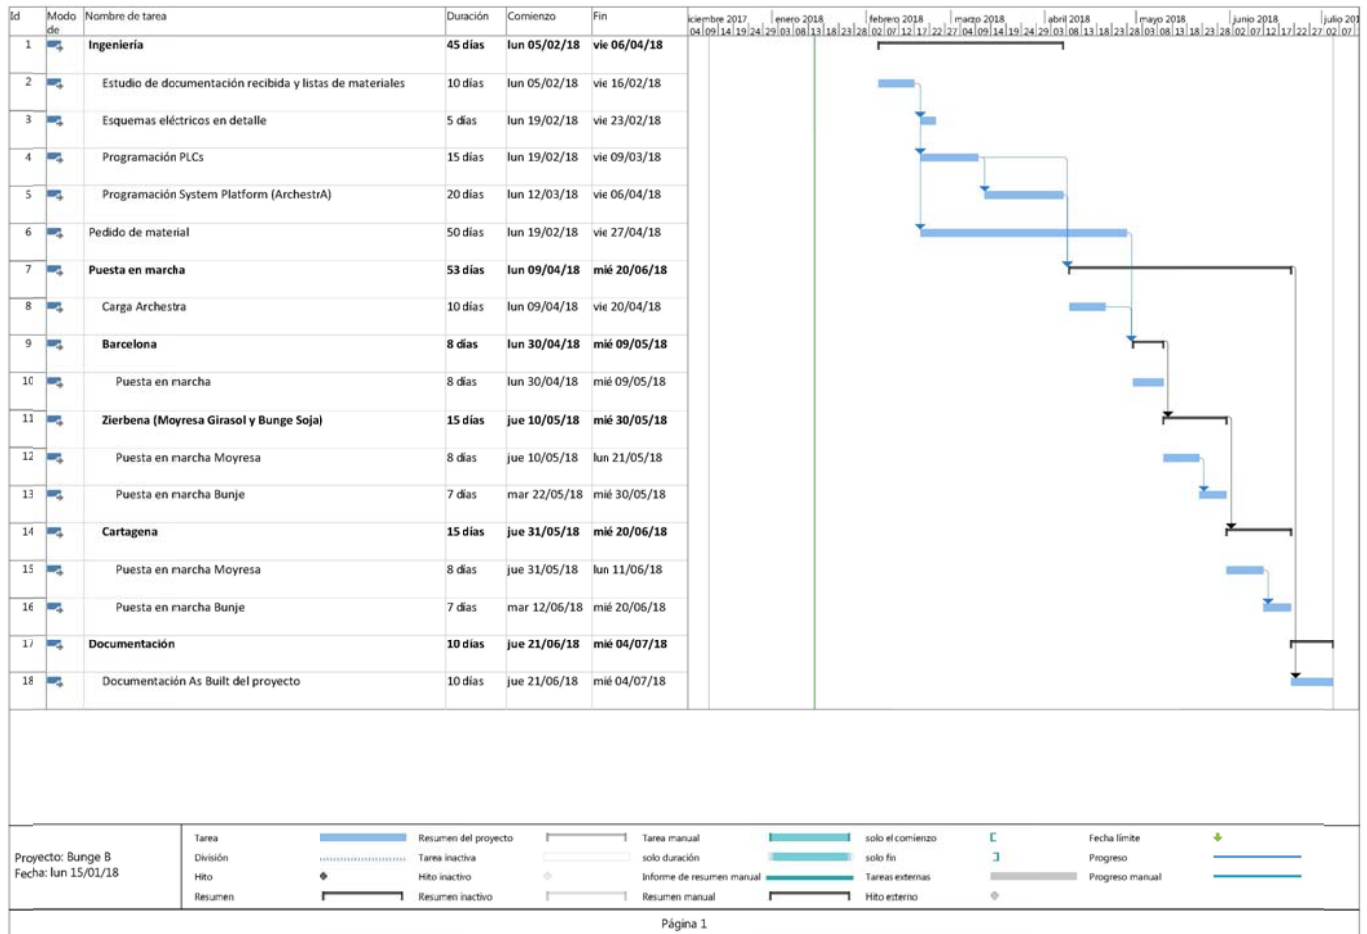 Id Modo de Nombre de tarea Duración Comienzo Fin
iciembre 2017 enero 2018 febrero 2018 marzo 2018 abril 2018 mayo 2018 junio 2018 julio 201
04 09 14 19 24 29 03 08 13 18 23 28 02 07 12 17 22 27 04 09 14 19 24 29 03 08 13 18 23 28 03 08 13 18 23 28 02 07 12 17 22 27 02 07
1 Ingeniería 45 días lun 05/02/18 vie 06/04/18
2 Estudio de documentación recibida y listas de materiales 10 días lun 05/02/18 vie 16/02/18
3 Esquemas eléctricos en detalle 5 días lun 19/02/18 vie 23/02/18
4 Programación PLCs 15 días lun 19/02/18 vie 09/03/18
5 Programación System Platform (ArchestrA) 20 días lun 12/03/18 vie 06/04/18
6 Pedido de material 50 días lun 19/02/18 vie 27/04/18
7 Puesta en marcha 53 días lun 09/04/18 mié 20/06/18
8 Carga Archestra 10 días lun 09/04/18 vie 20/04/18
9 Barcelona 8 días lun 30/04/18 mié 09/05/18
10 Puesta en marcha 8 días lun 30/04/18 mié 09/05/18
11 Zierbena (Moyresa Girasol y Bunge Soja) 15 días jue 10/05/18 mié 30/05/18
12 Puesta en marcha Moyresa 8 días jue 10/05/18 lun 21/05/18
13 Puesta en marcha Bunje 7 días mar 22/05/18 mié 30/05/18
14 Cartagena 15 días jue 31/05/18 mié 20/06/18
15 Puesta en marcha Moyresa 8 días jue 31/05/18 lun 11/06/18
16 Puesta en marcha Bunje 7 días mar 12/06/18 mié 20/06/18
17 Documentación 10 días jue 21/06/18 mié 04/07/18
18 Documentación As Built del proyecto 10 días jue 21/06/18 mié 04/07/18
Proyecto: Bunge B
Fecha: lun 15/01/18
Tarea Resumen del proyecto Tarea manual solo el comienzo Fecha límite
División Tarea inactiva solo duración solo fin Progreso
Hito Hito inactivo Informe de resumen manual Tareas externas Progreso manual
Resumen Resumen inactivo Resumen manual Hito externo
Página 1